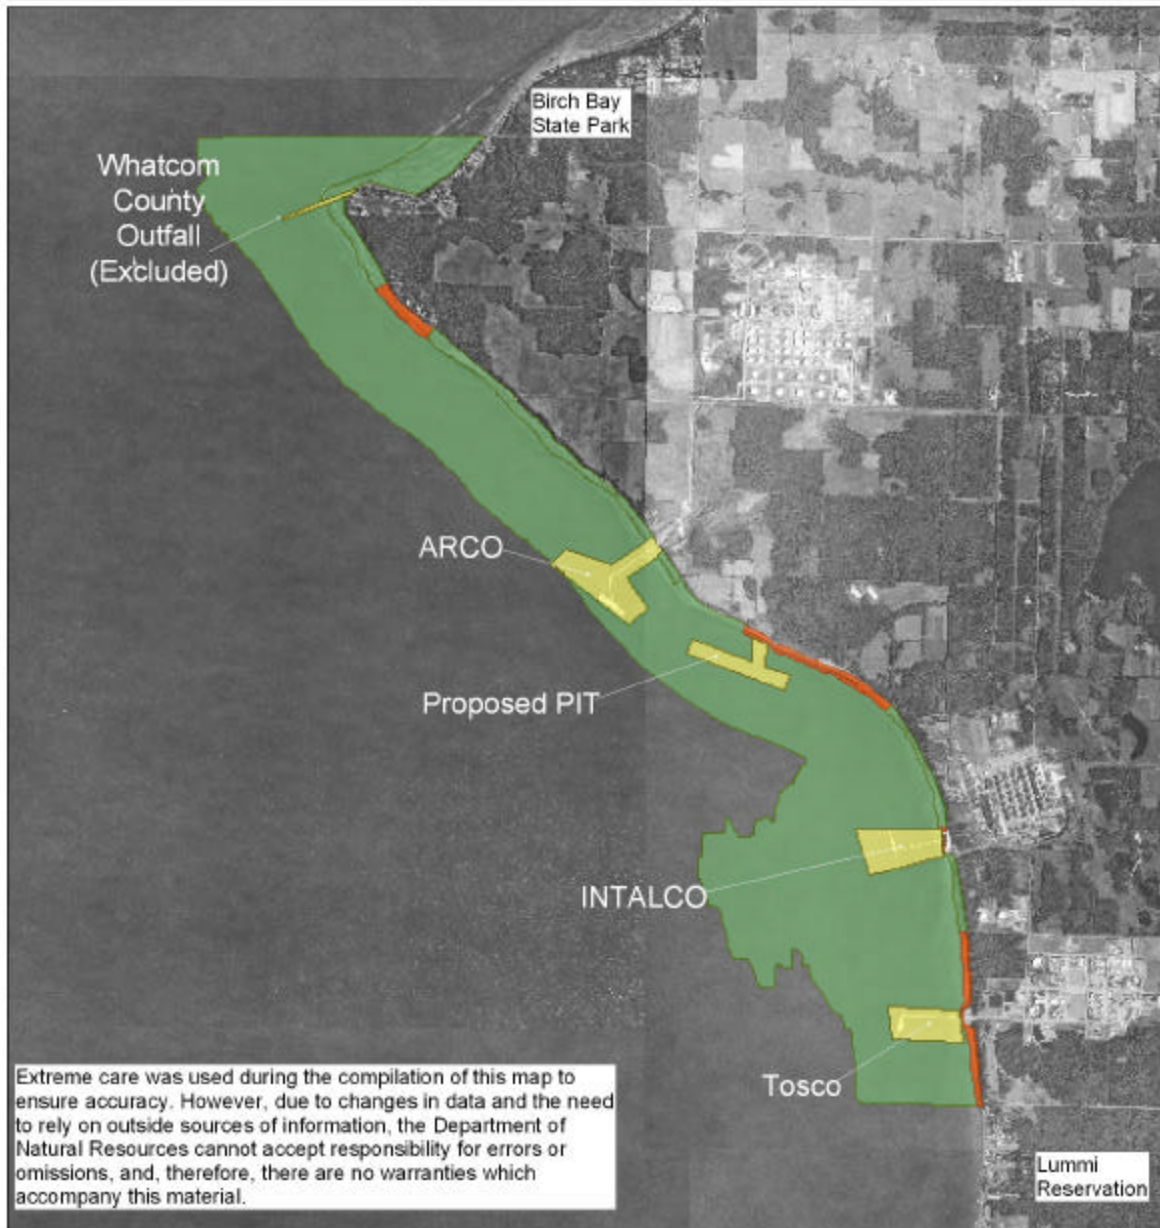 Birch Bay
State Park
Whatcom
County
Outfall
(Excluded)
ARCO
Proposed PIT
INTALCO
Tosco
Extreme care was used during the compilation of this map to
ensure accuracy. However, due to changes in data and the need
to rely on outside sources of information, the Department of
Natural Resources cannot accept responsibility for errors or
omissions, and, therefore, there are no warranties which
accompany this material.
Lummi
Reservation